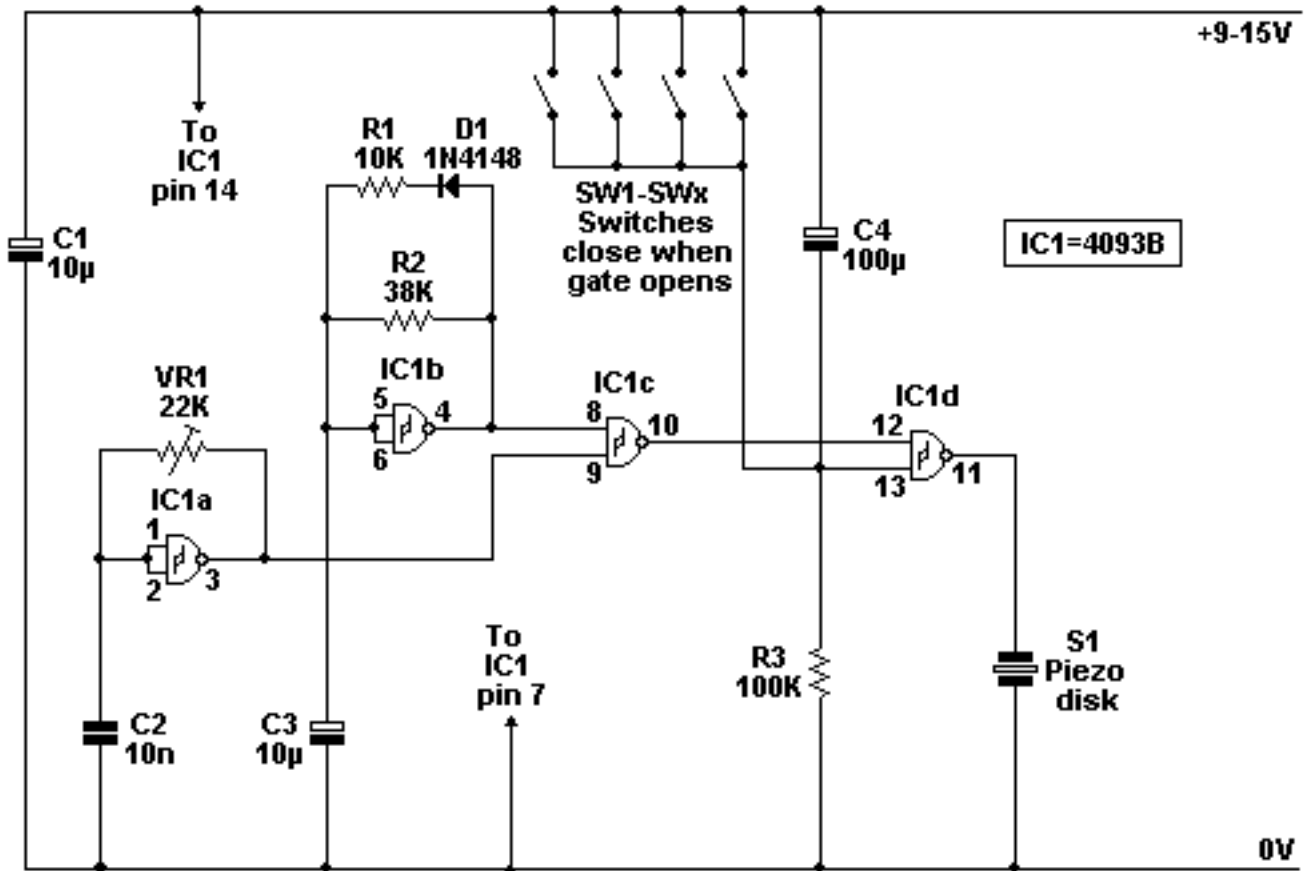 +9-15V
To
IC1
pin 14
R1
10K
D1
1N4148
SW1-SWx
Switches
close when
gate opens
C1
10µ
C4
100µ
IC1=4093B
R2
38K
VR1
22K
IC1b
5
6
4
IC1c
8
9
10
IC1d
12
13
11
IC1a
1
2
3
To
IC1
pin 7
R3
100K
S1
Piezo
disk
C2
10n
C3
10µ
0V